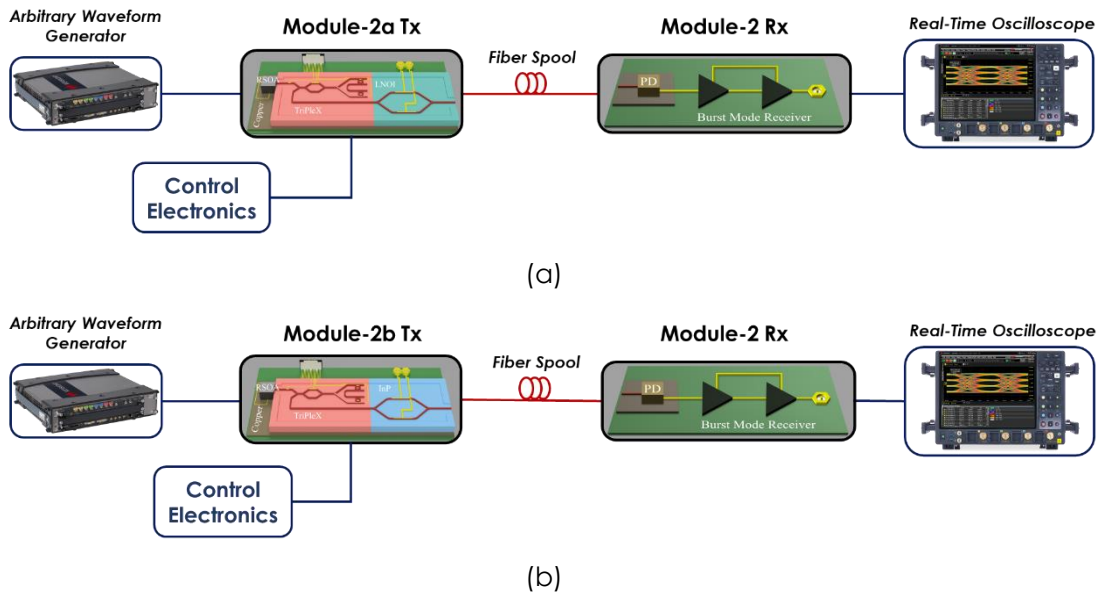 Arbitrary Waveform
Generator
Module-2a Tx
Fiber Spool
Module-2 Rx
Real-Time Oscilloscope
RSOA
LNOI
Copper
TriPleX
PD
Burst Mode Receiver
Control
Electronics
(a)
Arbitrary Waveform
Generator
Module-2b Tx
Fiber Spool
Module-2 Rx
Real-Time Oscilloscope
RSOA
InP
Copper
TriPleX
PD
Burst Mode Receiver
Control
Electronics
(b)